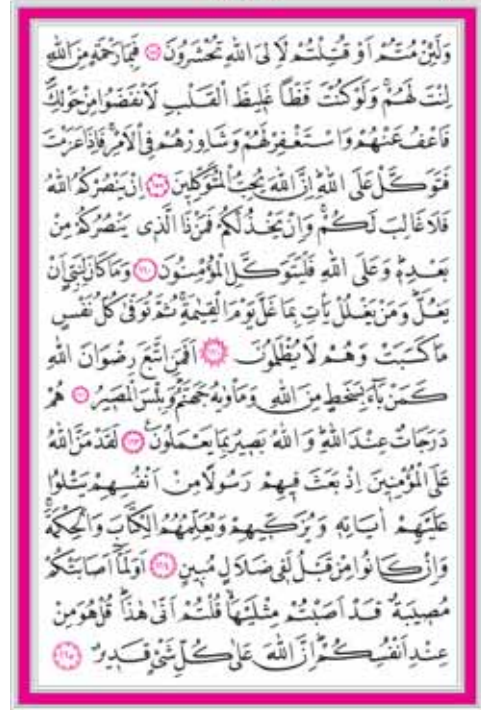 وَلَئِنْ مُتُّمْ اَوْ قُتِلْتُمْ لَاِلَى اللّٰهِ تُحْشَرُونَ ﴿١٥٨﴾ فَبِمَا رَحْمَةٍ مِنَ اللّٰهِ
لِنْتَ لَهُمْ وَلَوْ كُنْتَ فَظًّا غَلِيظَ الْقَلْبِ لَانْفَضُّوا مِنْ حَوْلِكَ
فَاعْفُ عَنْهُمْ وَاسْتَغْفِرْ لَهُمْ وَشَاوِرْهُمْ فِي الْاَمْرِ فَاِذَا عَزَمْتَ
فَتَوَكَّلْ عَلَى اللّٰهِ اِنَّ اللّٰهَ يُحِبُّ الْمُتَوَكِّلِينَ ﴿١٥٩﴾ اِنْ يَنْصُرْكُمُ اللّٰهُ
فَلَا غَالِبَ لَكُمْ وَاِنْ يَخْذُلْكُمْ فَمَنْ ذَا الَّذِي يَنْصُرُكُمْ مِنْ
بَعْدِهِ وَعَلَى اللّٰهِ فَلْيَتَوَكَّلِ الْمُؤْمِنُونَ ﴿١٦٠﴾ وَمَا كَانَ لِنَبِيٍّ اَنْ
يَغُلَّ وَمَنْ يَغْلُلْ يَأْتِ بِمَا غَلَّ يَوْمَ الْقِيٰمَةِ ثُمَّ تُوَفّٰى كُلُّ نَفْسٍ
مَا كَسَبَتْ وَهُمْ لَا يُظْلَمُونَ ﴿١٦١﴾ اَفَمَنِ اتَّبَعَ رِضْوَانَ اللّٰهِ
كَمَنْ بَٓاءَ بِسَخَطٍ مِنَ اللّٰهِ وَمَأْوٰيهُ جَهَنَّمُ وَبِئْسَ الْمَصِيرُ ﴿١٦٢﴾ هُمْ
دَرَجَاتٌ عِنْدَ اللّٰهِ وَاللّٰهُ بَصِيرٌ بِمَا يَعْمَلُونَ ﴿١٦٣﴾ لَقَدْ مَنَّ اللّٰهُ
عَلَى الْمُؤْمِنِينَ اِذْ بَعَثَ فِيهِمْ رَسُولًا مِنْ اَنْفُسِهِمْ يَتْلُوا
عَلَيْهِمْ اٰيَاتِهِ وَيُزَكِّيهِمْ وَيُعَلِّمُهُمُ الْكِتَابَ وَالْحِكْمَةَ
وَاِنْ كَانُوا مِنْ قَبْلُ لَفِي ضَلَالٍ مُبِينٍ ﴿١٦٤﴾ اَوَلَمَّٓا اَصَابَتْكُمْ
مُصِيبَةٌ قَدْ اَصَبْتُمْ مِثْلَيْهَا قُلْتُمْ اَنّٰى هٰذَا قُلْ هُوَ مِنْ
عِنْدِ اَنْفُسِكُمْ اِنَّ اللّٰهَ عَلٰى كُلِّ شَيْءٍ قَدِيرٌ ﴿١٦٥﴾